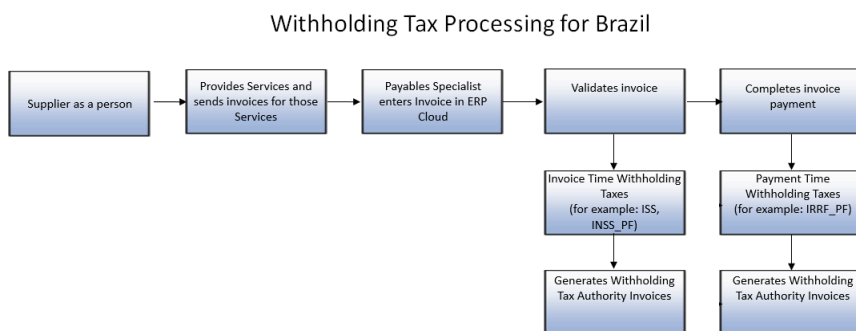 Withholding Tax Processing for Brazil
Supplier as a person
Provides Services and
sends invoices for those
Services
Payables Specialist
enters Invoice in ERP
Cloud
Validates invoice
Completes invoice
payment
Invoice Time Withholding
Taxes
(for example: ISS,
INSS_PF)
Payment Time
Withholding Taxes
(for example: IRRF_PF)
Generates Withholding
Tax Authority Invoices
Generates Withholding
Tax Authority Invoices